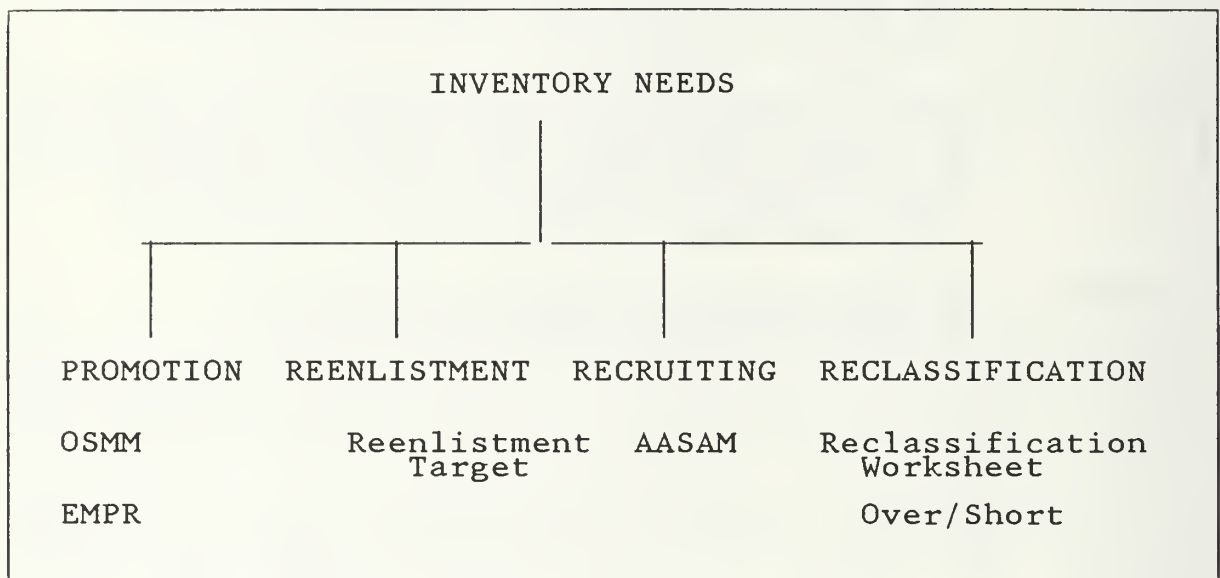 INVENTORY NEEDS
PROMOTION REENLISTMENT RECRUITING RECLASSIFICATION
OSMM Reenlistment Target AASAM Reclassification Worksheet
EMPR Over/Short